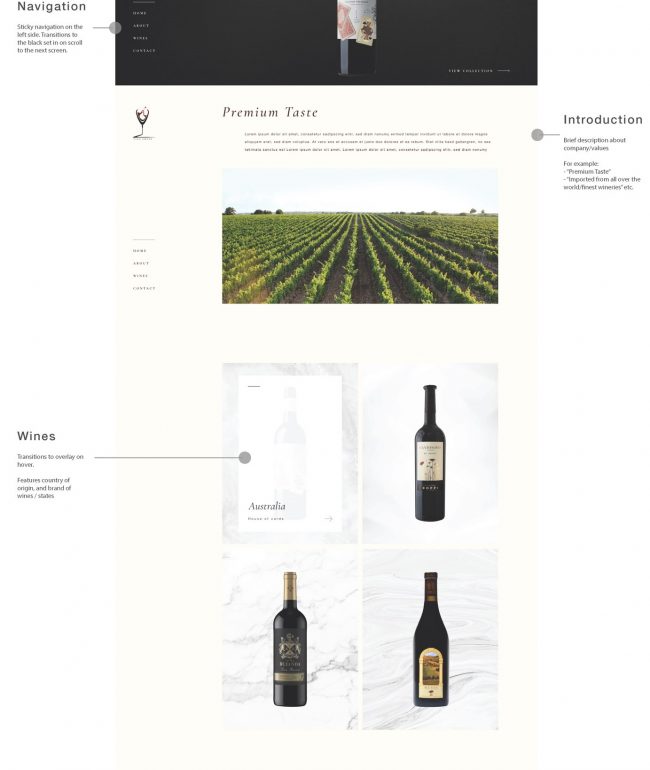 Navigation
Sticky navigation on the
left side. Transitions to
the black set in on scroll
to the next screen.
HOME
ABOUT
WINES
CONTACT
VIEW COLLECTION
Introduction
Brief description about
company/values
For example:
- "Premium Taste"
- "Imported from all over the
world/finest wineries" etc.
Premium Taste
Lorem ipsum dolor sit amet, consetetur sadipscing elitr, sed diam nonumy eirmod tempor invidunt ut labore et dolore magna
aliquyam erat, sed diam voluptua. At vero eos et accusam et justo duo dolores et ea rebum. Stet clita kasd gubergren, no sea
takimata sanctus est Lorem ipsum dolor sit amet, consetetur sadipscing elitr, sed diam nonumy
HOME
ABOUT
WINES
CONTACT
Wines
Transitions to overlay on
hover.
Features country of
origin, and brand of
wines / states
Australia
House of cards